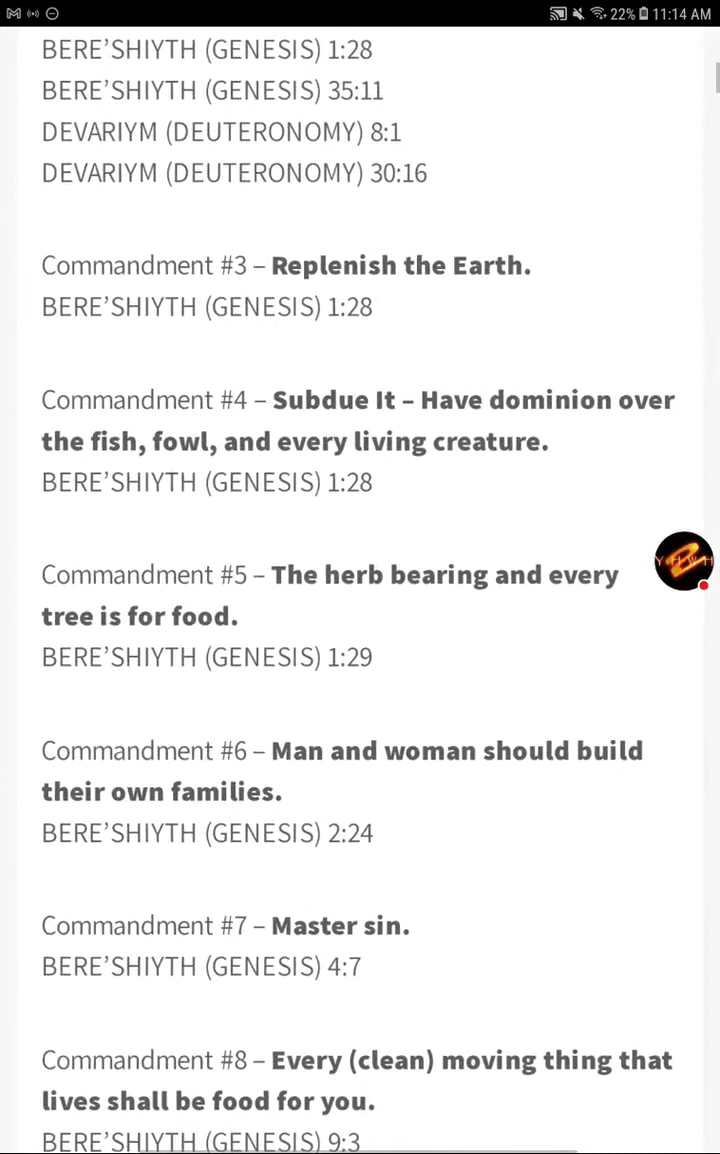 22% 11:14 AM
BERE’SHIYTH (GENESIS) 1:28
BERE’SHIYTH (GENESIS) 35:11
DEVARIYM (DEUTERONOMY) 8:1
DEVARIYM (DEUTERONOMY) 30:16
Commandment #3 – Replenish the Earth.
BERE’SHIYTH (GENESIS) 1:28
Commandment #4 – Subdue It – Have dominion over
the fish, fowl, and every living creature.
BERE’SHIYTH (GENESIS) 1:28
YHWH
Commandment #5 – The herb bearing and every
tree is for food.
BERE’SHIYTH (GENESIS) 1:29
Commandment #6 – Man and woman should build
their own families.
BERE’SHIYTH (GENESIS) 2:24
Commandment #7 – Master sin.
BERE’SHIYTH (GENESIS) 4:7
Commandment #8 – Every (clean) moving thing that
lives shall be food for you.
BERE’SHIYTH (GENESIS) 9:3